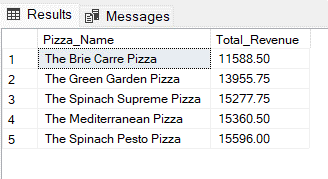 Results Messages
Pizza_Name Total_Revenue
1 The Brie Carre Pizza 11588.50
2 The Green Garden Pizza 13955.75
3 The Spinach Supreme Pizza 15277.75
4 The Mediterranean Pizza 15360.50
5 The Spinach Pesto Pizza 15596.00